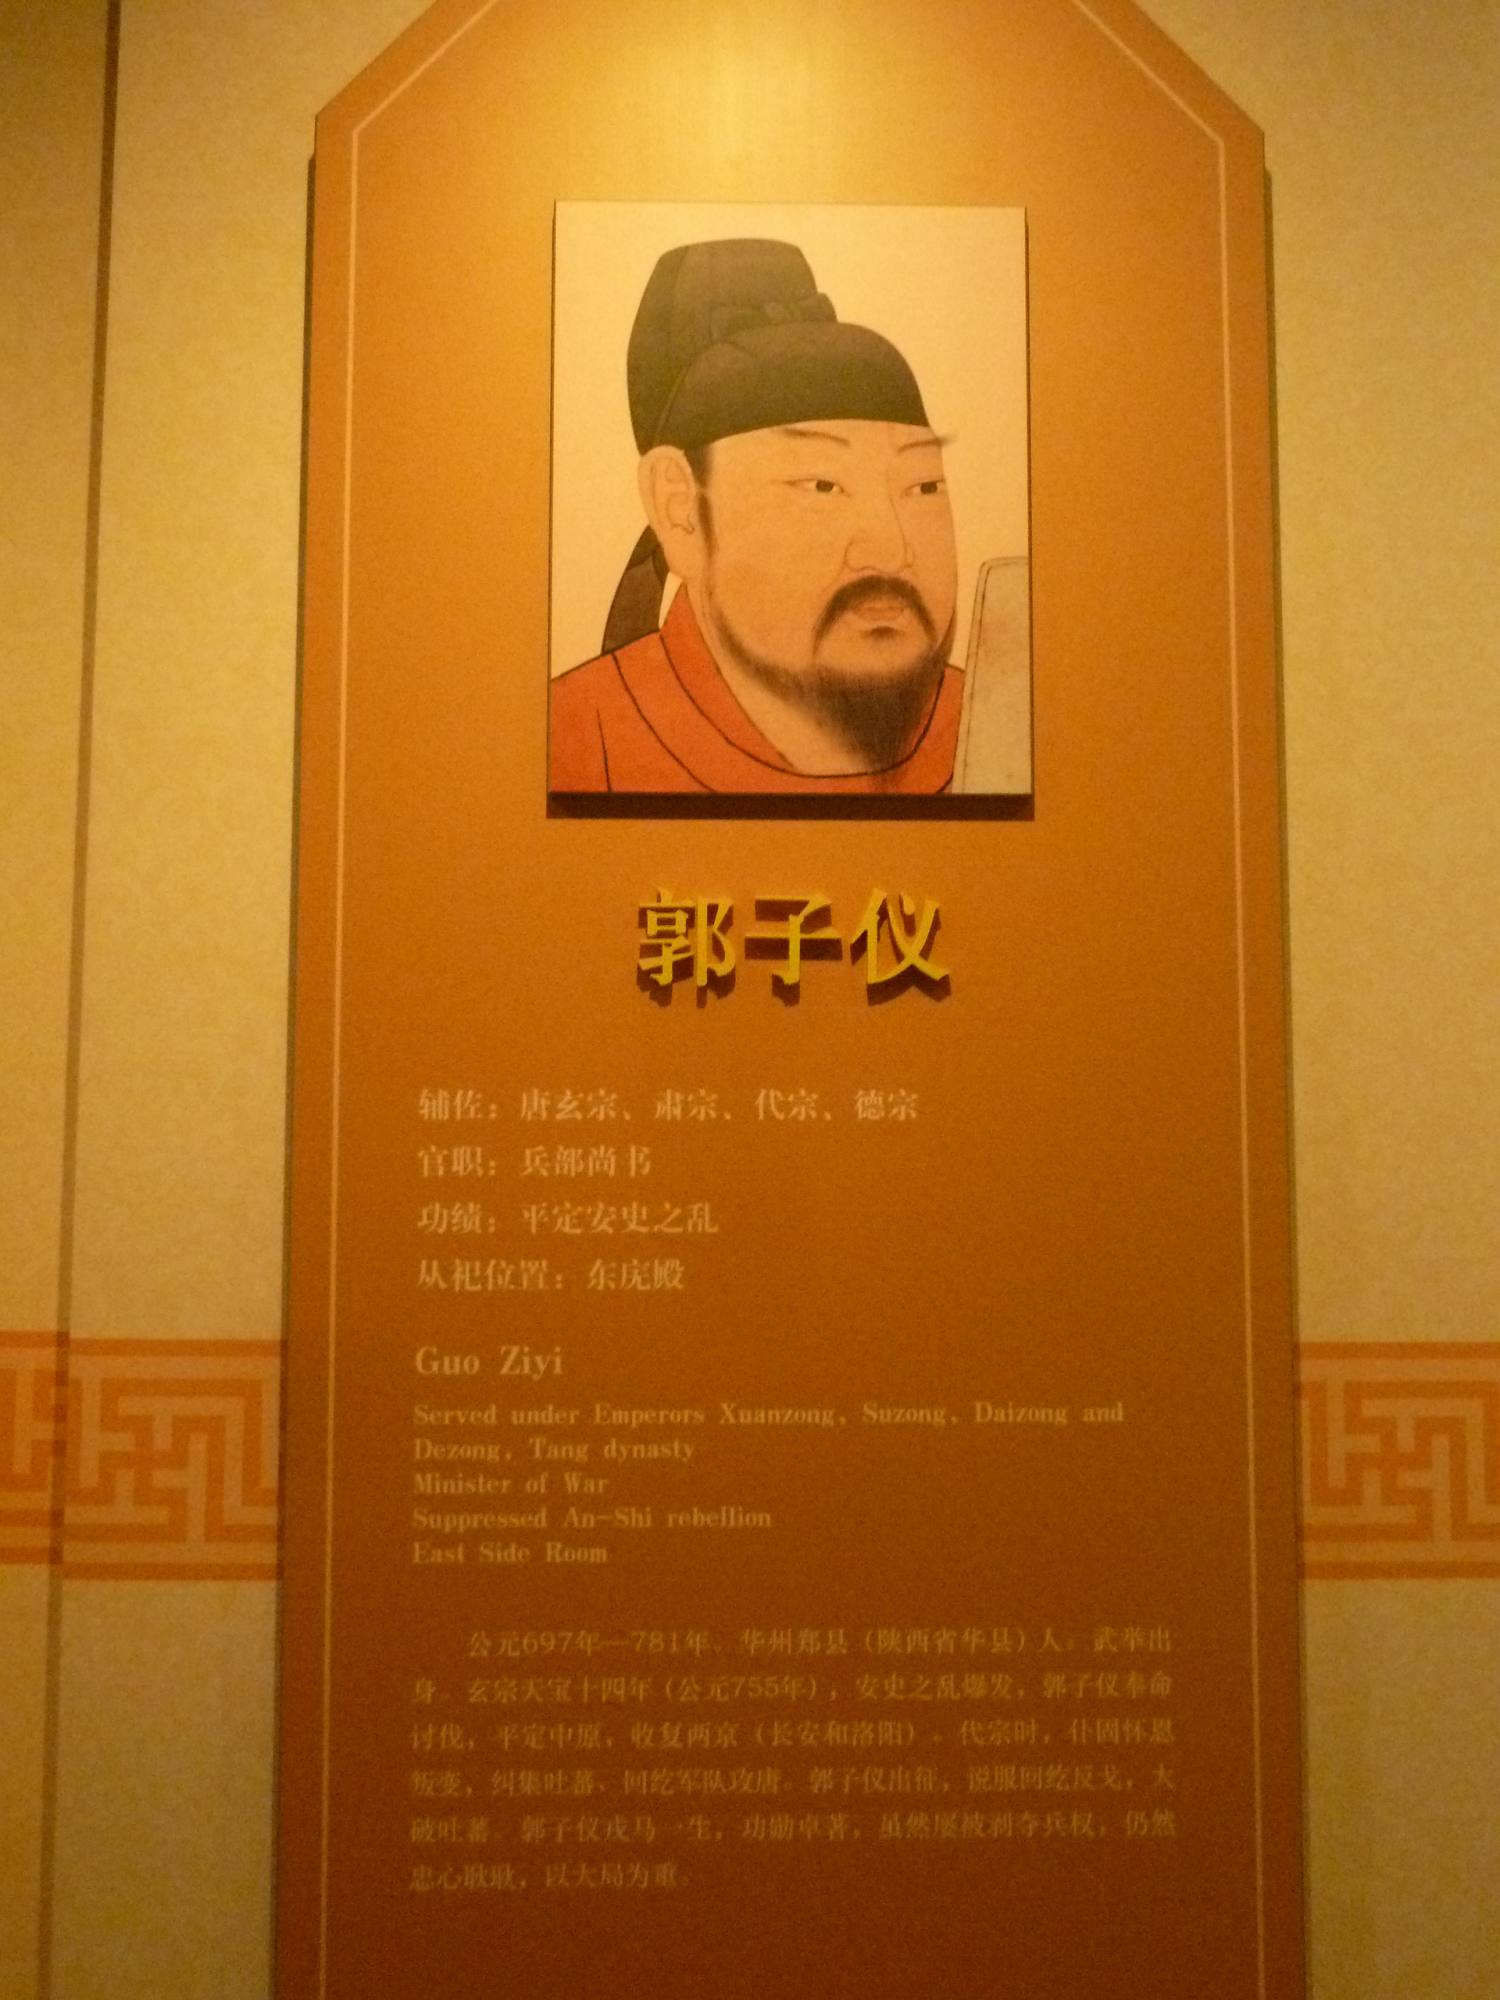 郭子仪
辅佐：唐玄宗、肃宗、代宗、德宗
官职：兵部尚书
功绩：平定安史之乱
从祀位置：东庑殿
Guo Ziyi
Served under Emperors Xuanzong, Suzong, Daizong and
Dezong, Tang dynasty
Minister of War
Suppressed An-Shi rebellion
East Side Room
公元697年—781年。华州郑县（陕西省华县）人。武举出
身。玄宗天宝十四年（公元755年），安史之乱爆发，郭子仪奉命
讨伐，平定中原，收复两京（长安和洛阳）。代宗时，仆固怀恩
叛变，纠集吐蕃、回纥军队攻唐。郭子仪出征，说服回纥反戈，大
破吐蕃。郭子仪戎马一生，功勋卓著，虽然屡被剥夺兵权，仍然
忠心耿耿，以大局为重。